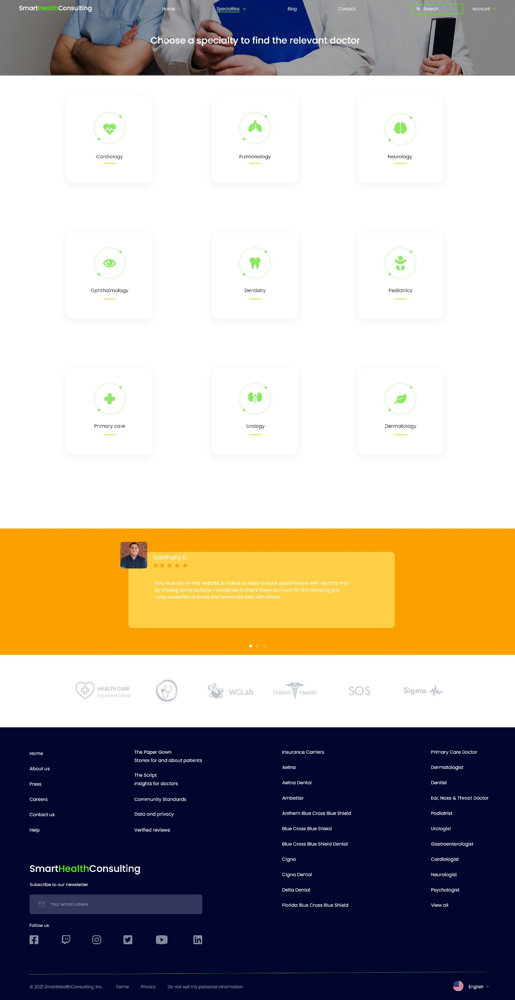 SmartHealthConsulting
Home
Specialties
Blog
Contact
Search
Account
Choose a specialty to find the relevant doctor
Cardiology
Pulmonology
Neurology
Ophthalmology
Dentistry
Pediatrics
Primary care
Urology
Dermatology
Danthony S.
Very nice job on this website, It makes us easy to book appointment with doctors only
by clicking some buttons. I would like to thank them so much for this amazing job.
I also would like to invite and share this web with others.
HEALTH CARE
Insurance Group
WGLab
United Health
SOS
Sigma
Home
About us
Press
Careers
Contact us
Help
The Paper Gown
Stories for and about patients
The Script
Insights for doctors
Community Standards
Data and privacy
Verified reviews
Insurance Carriers
Aetna
Aetna Dental
Ambetter
Anthem Blue Cross Blue Shield
Blue Cross Blue Shield
Blue Cross Blue Shield Dental
Cigna
Cigna Dental
Delta Dental
Florida Blue Cross Blue Shield
Primary Care Doctor
Dermatologist
Dentist
Ear, Nose & Throat Doctor
Podiatrist
Urologist
Gastroenterologist
Cardiologist
Neurologist
Psychologist
View all
SmartHealthConsulting
Subscribe to our newsletter
Your email adress
Follow us
© 2021 SmartHealthConsulting, Inc.
Terms
Privacy
Do not sell my personal information
English